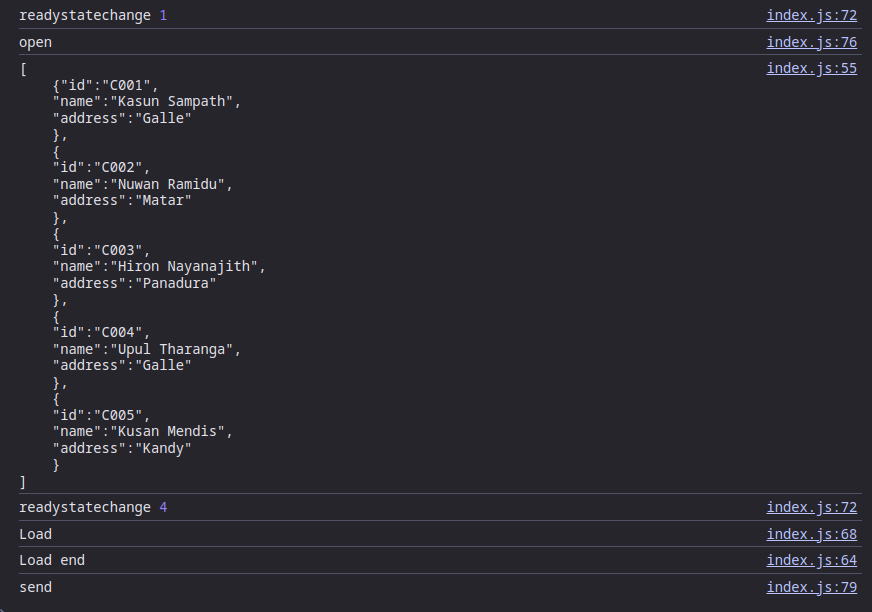 readystatechange 1 index.js:72
open index.js:76
[ index.js:55
{"id":"C001",
"name":"Kasun Sampath",
"address":"Galle"
},
{
"id":"C002",
"name":"Nuwan Ramidu",
"address":"Matar"
},
{
"id":"C003",
"name":"Hiron Nayanajith",
"address":"Panadura"
},
{
"id":"C004",
"name":"Upul Tharanga",
"address":"Galle"
},
{
"id":"C005",
"name":"Kusan Mendis",
"address":"Kandy"
}
]
readystatechange 4 index.js:72
Load index.js:68
Load end index.js:64
send index.js:79